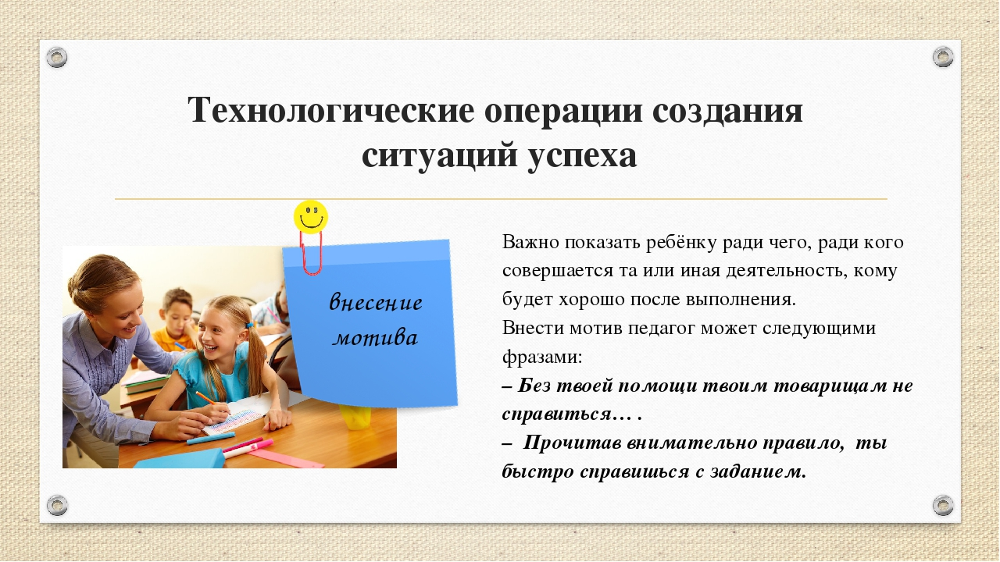 Технологические операции создания
ситуаций успеха
внесение
мотива
Важно показать ребёнку ради чего, ради кого
совершается та или иная деятельность, кому
будет хорошо после выполнения.
Внести мотив педагог может следующими
фразами:
– Без твоей помощи твоим товарищам не
справиться… .
– Прочитав внимательно правило, ты
быстро справишься с заданием.